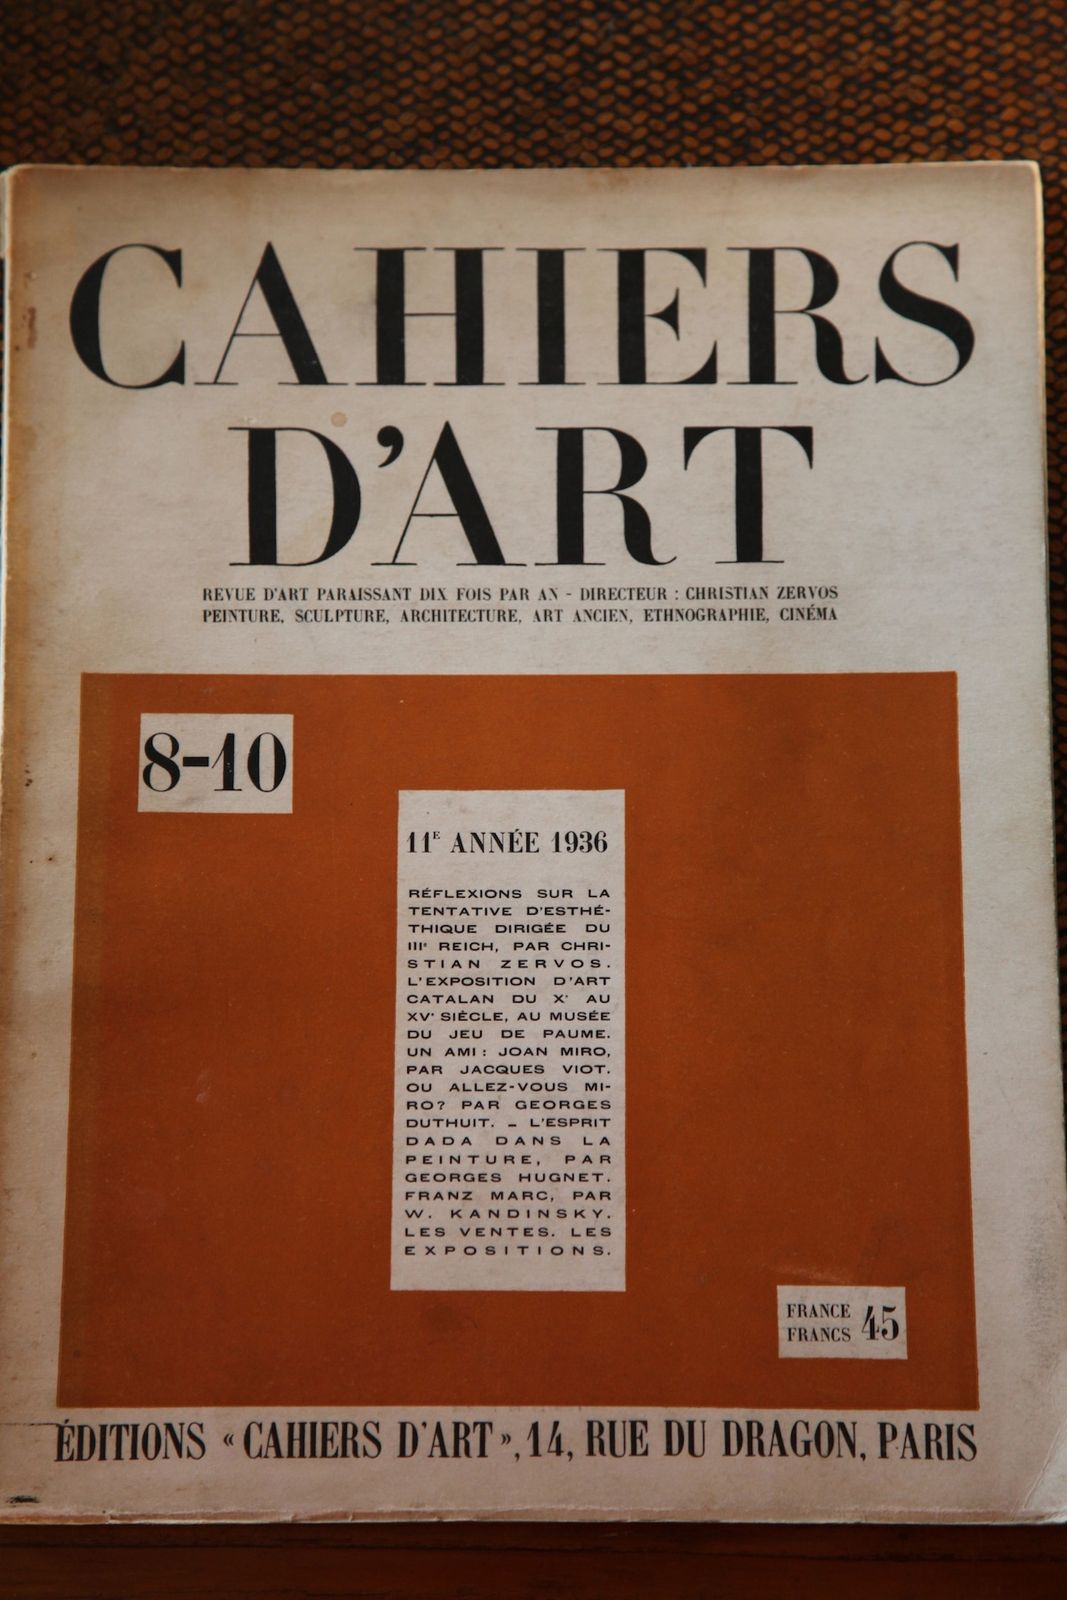 CAHIERS
D'ART
REVUE D'ART PARAISSANT DIX FOIS PAR AN - DIRECTEUR : CHRISTIAN ZERVOS
PEINTURE, SCULPTURE, ARCHITECTURE, ART ANCIEN, ETHNOGRAPHIE, CINÉMA
8-10
11E ANNÉE 1936
RÉFLEXIONS SUR LA
TENTATIVE D'ESTHÉ-
THIQUE DIRIGÉE DU
IIIe REICH, PAR CHRI-
STIAN ZERVOS.
L'EXPOSITION D'ART
CATALAN DU Xe AU
XVe SIÈCLE, AU MUSÉE
DU JEU DE PAUME.
UN AMI : JOAN MIRO,
PAR JACQUES VIOT.
OU ALLEZ-VOUS MI-
RO? PAR GEORGES
DUTHUIT. – L'ESPRIT
DADA DANS LA
PEINTURE, PAR
GEORGES HUGNET.
FRANZ MARC, PAR
W. KANDINSKY.
LES VENTES. LES
EXPOSITIONS.
FRANCE
FRANCS 45
ÉDITIONS « CAHIERS D'ART », 14, RUE DU DRAGON, PARIS